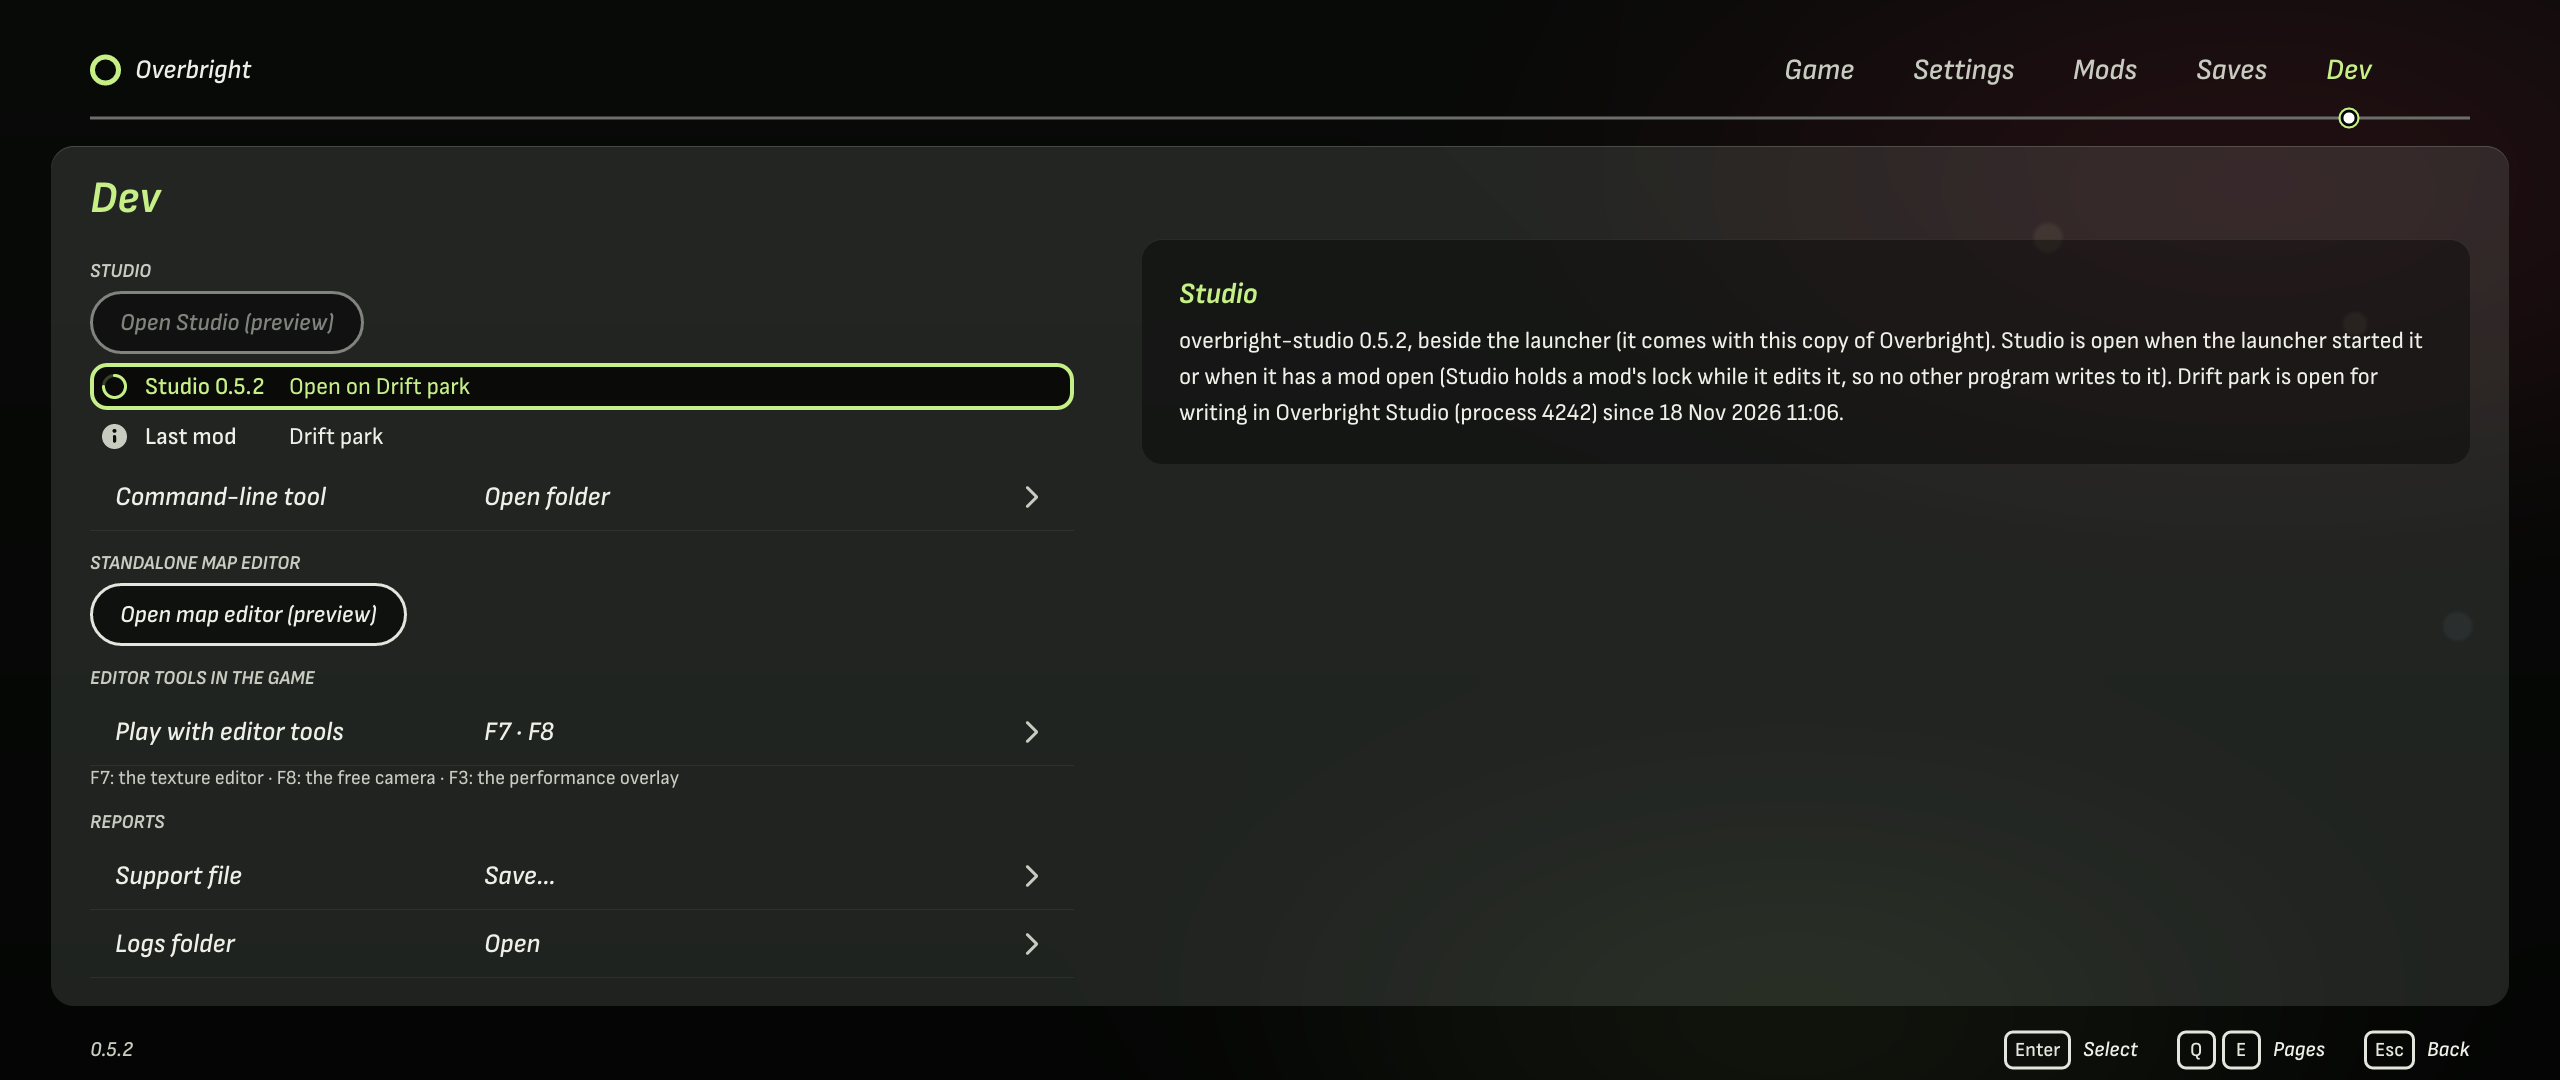 Overbright
Game Settings Mods Saves Dev
Dev
STUDIO
Open Studio (preview)
Studio 0.5.2 Open on Drift park
Last mod Drift park
Command-line tool Open folder
STANDALONE MAP EDITOR
Open map editor (preview)
EDITOR TOOLS IN THE GAME
Play with editor tools F7 · F8
F7: the texture editor · F8: the free camera · F3: the performance overlay
REPORTS
Support file Save...
Logs folder Open
Studio
overbright-studio 0.5.2, beside the launcher (it comes with this copy of Overbright). Studio is open when the launcher started it
or when it has a mod open (Studio holds a mod's lock while it edits it, so no other program writes to it). Drift park is open for
writing in Overbright Studio (process 4242) since 18 Nov 2026 11:06.
0.5.2
Enter Select Q E Pages Esc Back